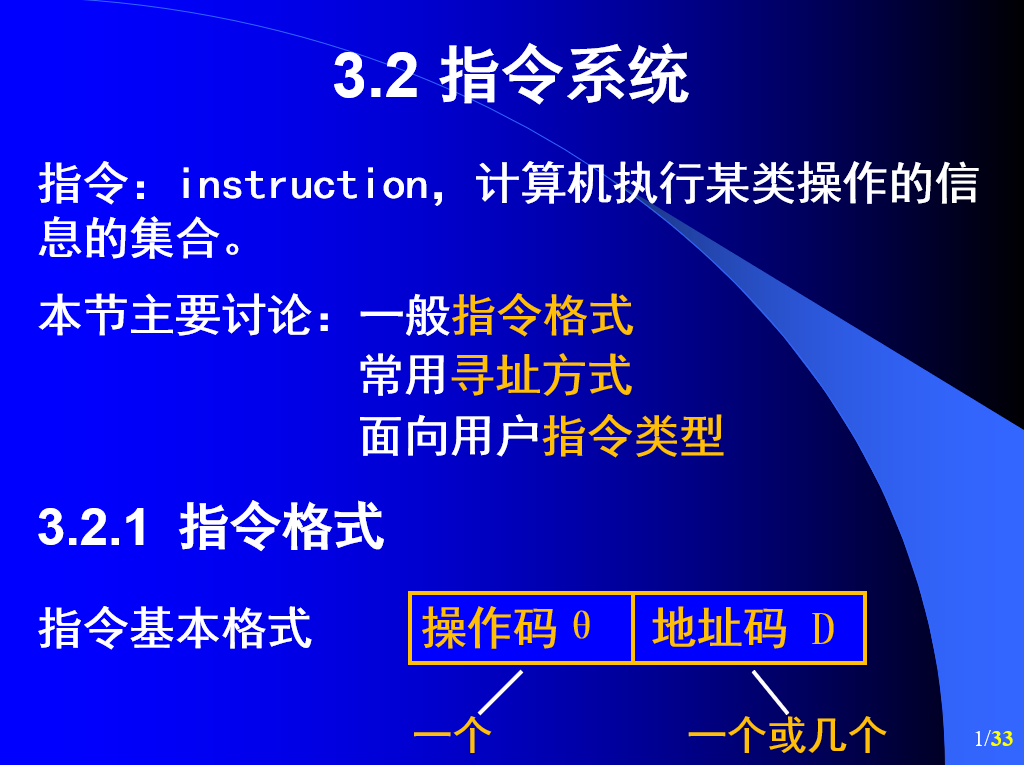 3.2 指令系统
指令：instruction，计算机执行某类操作的信
息的集合。
本节主要讨论：一般指令格式
常用寻址方式
面向用户指令类型
3.2.1 指令格式
指令基本格式 操作码 θ 地址码 D
一个 一个或几个
1/33